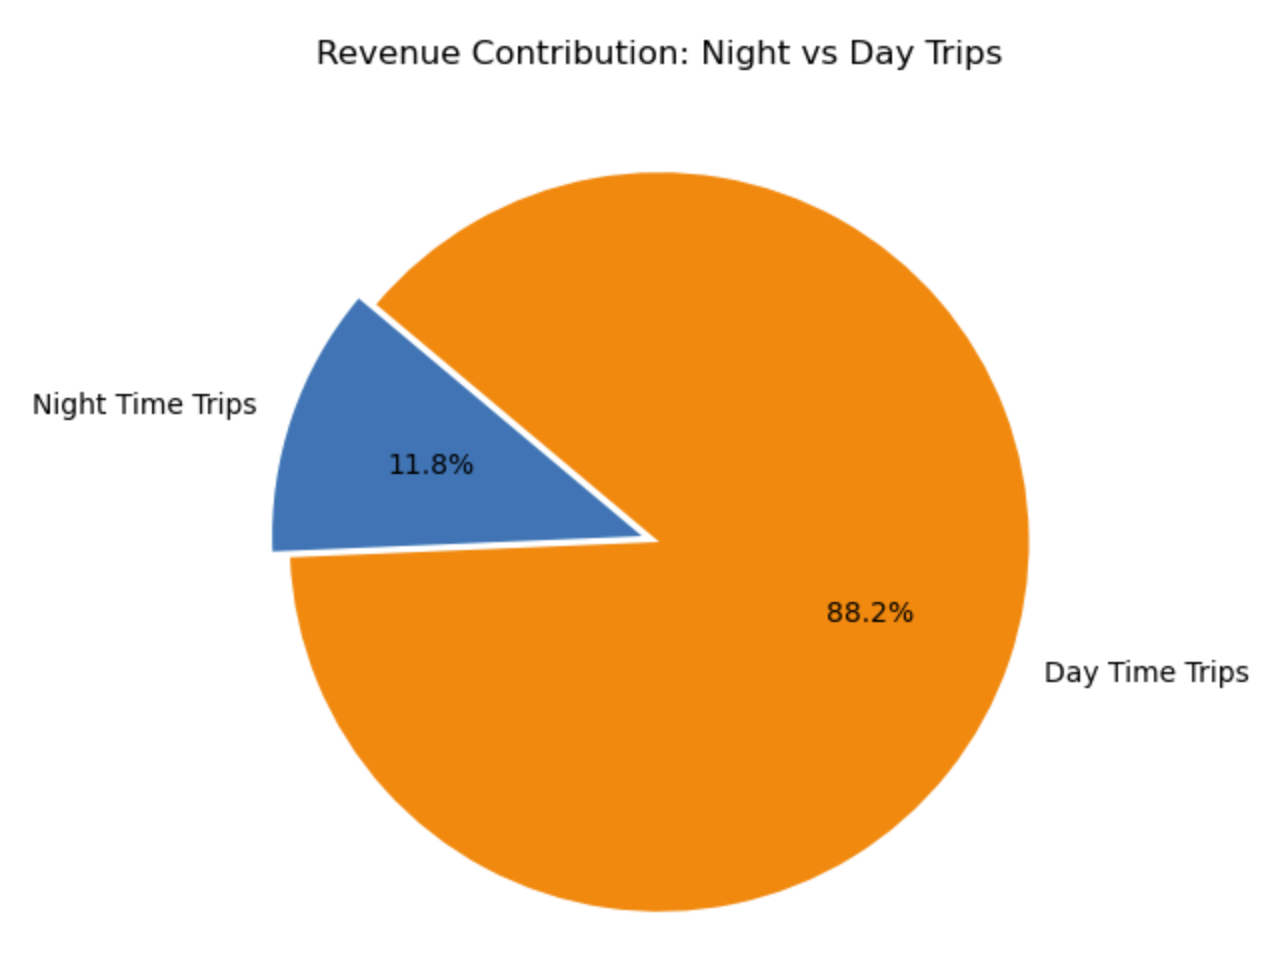 Revenue Contribution: Night vs Day Trips
Night Time Trips
11.8%
88.2%
Day Time Trips